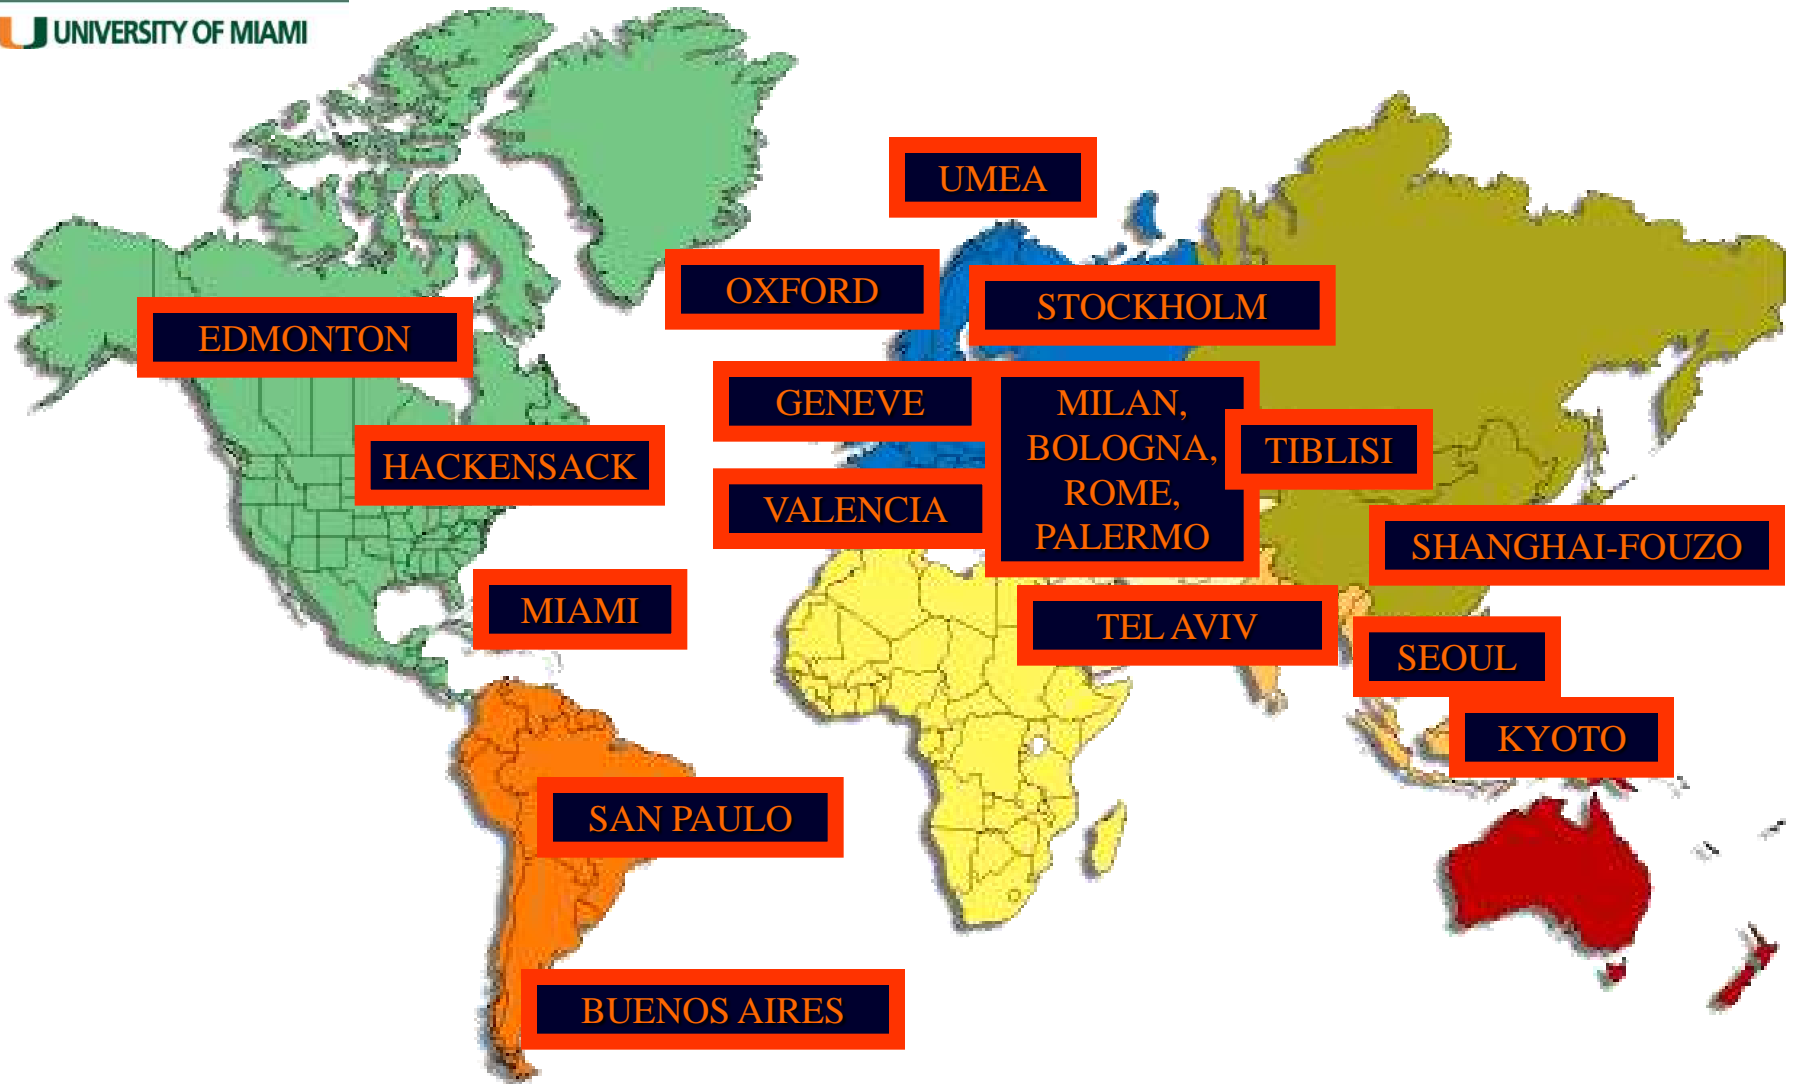 UNIVERSITY OF MIAMI
UMEA
OXFORD
STOCKHOLM
EDMONTON
GENEVE
MILAN,
BOLOGNA,
ROME,
PALERMO
TIBLISI
HACKENSACK
VALENCIA
SHANGHAI-FOUZO
MIAMI
TEL AVIV
SEOUL
KYOTO
SAN PAULO
BUENOS AIRES